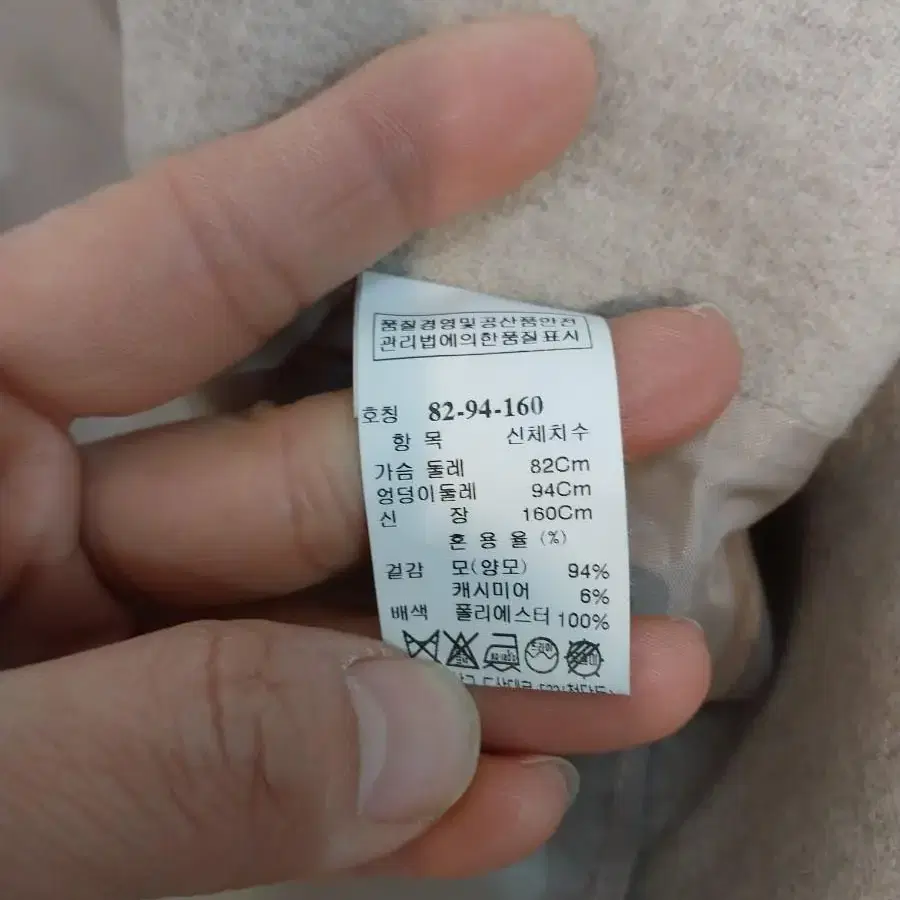 품질경영및공산품안전
관리법에의한품질표시
호칭 82-94-160
항 목 신체치수
가슴 둘레 82Cm
엉덩이둘레 94Cm
신 장 160Cm
혼 용 율 (%)
겉감 모(양모) 94%
캐시미어 6%
배색 폴리에스터 100%
드라이